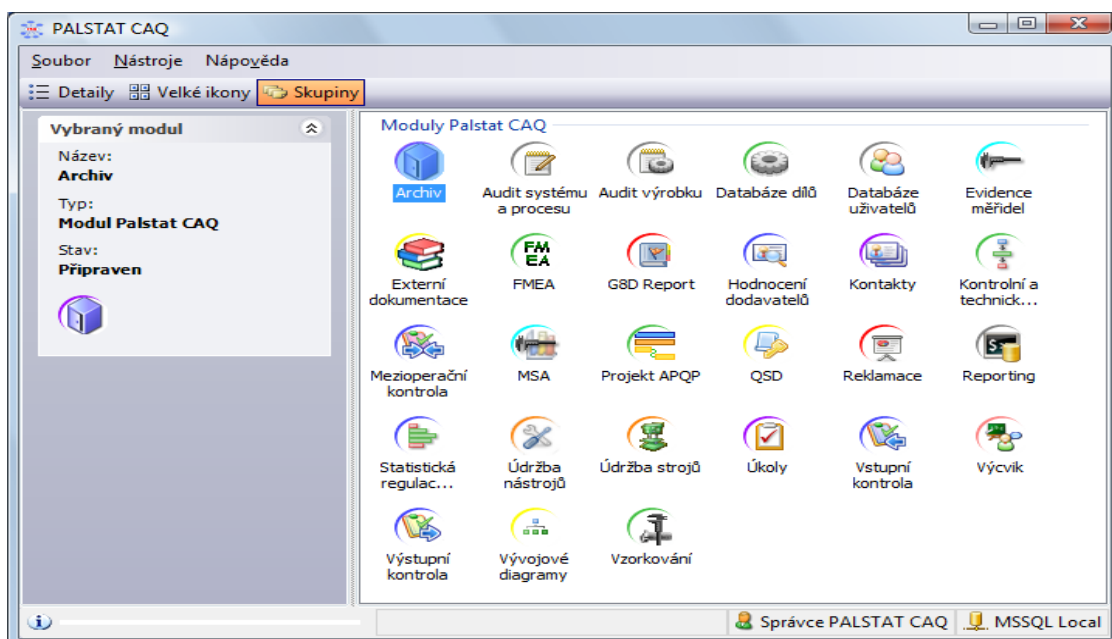 PALSTAT CAQ
Soubor Nástroje Nápověda
Detaily Velké ikony Skupiny
Vybraný modul
Název:
Archiv
Typ:
Modul Palstat CAQ
Stav:
Připraven
Moduly Palstat CAQ
Archiv
Audit systému
a procesu
Audit výrobku
Databáze dílů
Databáze
uživatelů
Evidence
měřidel
Externí
dokumentace
FM
EA
FMEA
G8D Report
Hodnocení
dodavatelů
Kontakty
Kontrolní a
technick...
Mezioperační
kontrola
MSA
Projekt APQP
QSD
Reklamace
Reporting
Statistická
regulac...
Údržba
nástrojů
Údržba strojů
Úkoly
Vstupní
kontrola
Výcvik
Výstupní
kontrola
Vývojové
diagramy
Vzorkování
Správce PALSTAT CAQ
MSSQL Local